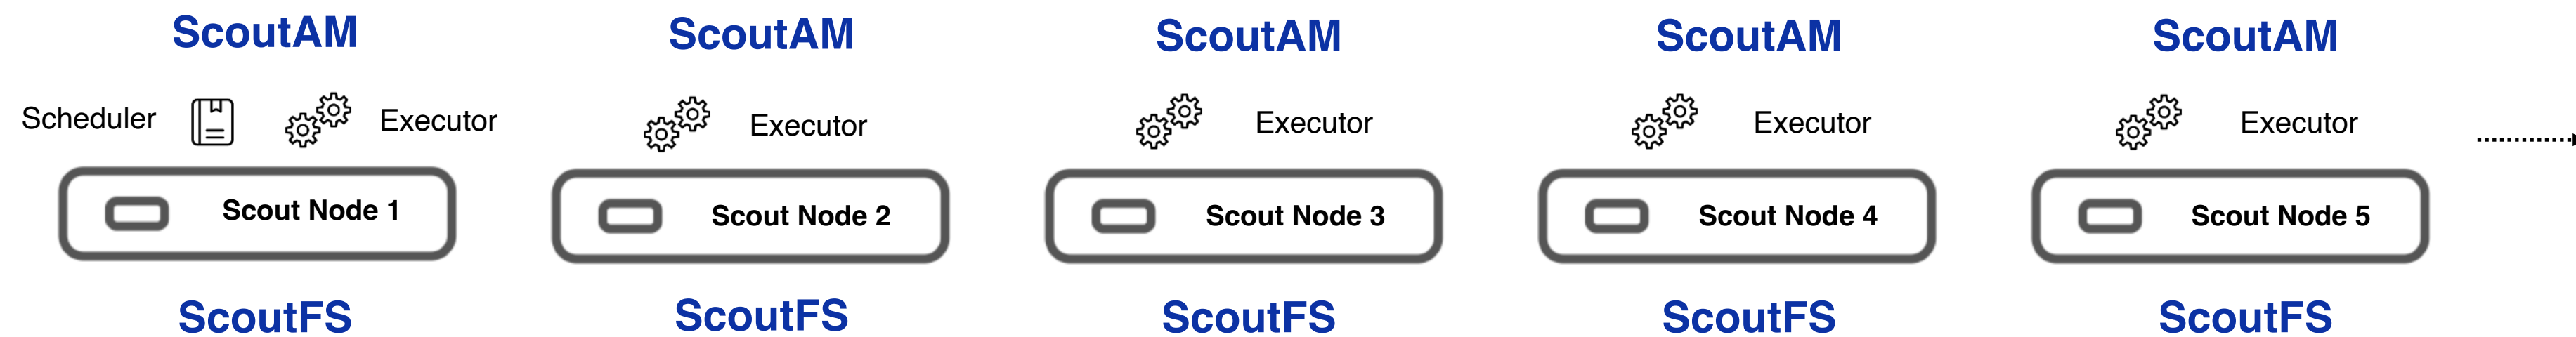 ScoutAM
ScoutAM
ScoutAM
ScoutAM
ScoutAM
Scheduler
Executor
Executor
Executor
Executor
Executor
Scout Node 1
Scout Node 2
Scout Node 3
Scout Node 4
Scout Node 5
ScoutFS
ScoutFS
ScoutFS
ScoutFS
ScoutFS